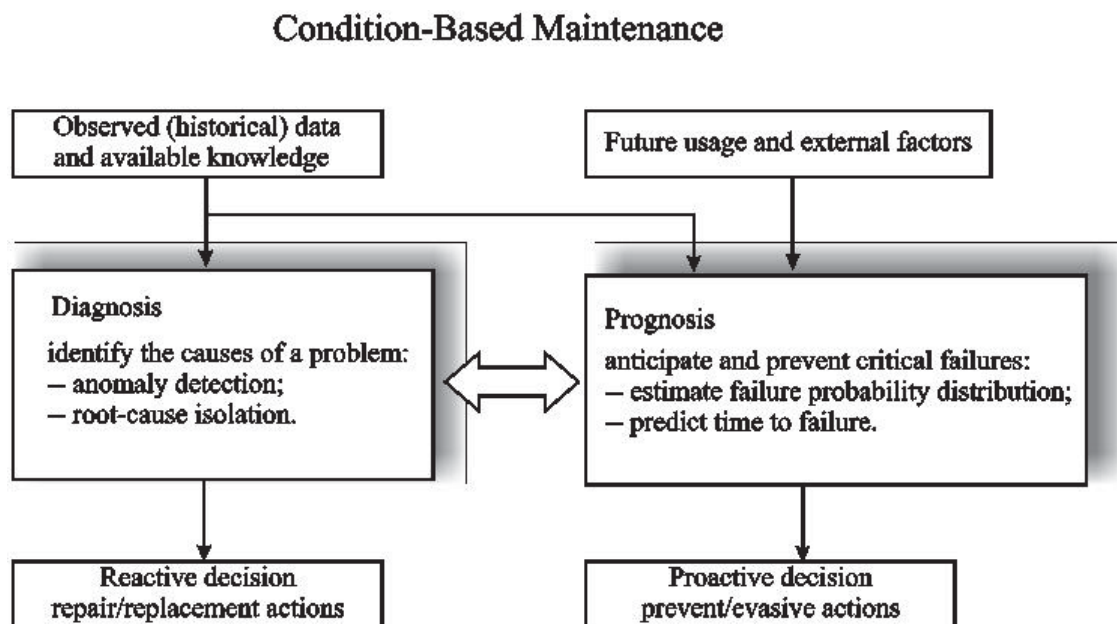 Condition-Based Maintenance
Observed (historical) data
and available knowledge
Future usage and external factors
Diagnosis
identify the causes of a problem:
– anomaly detection;
– root-cause isolation.
Prognosis
anticipate and prevent critical failures:
– estimate failure probability distribution;
– predict time to failure.
Reactive decision
repair/replacement actions
Proactive decision
prevent/evasive actions